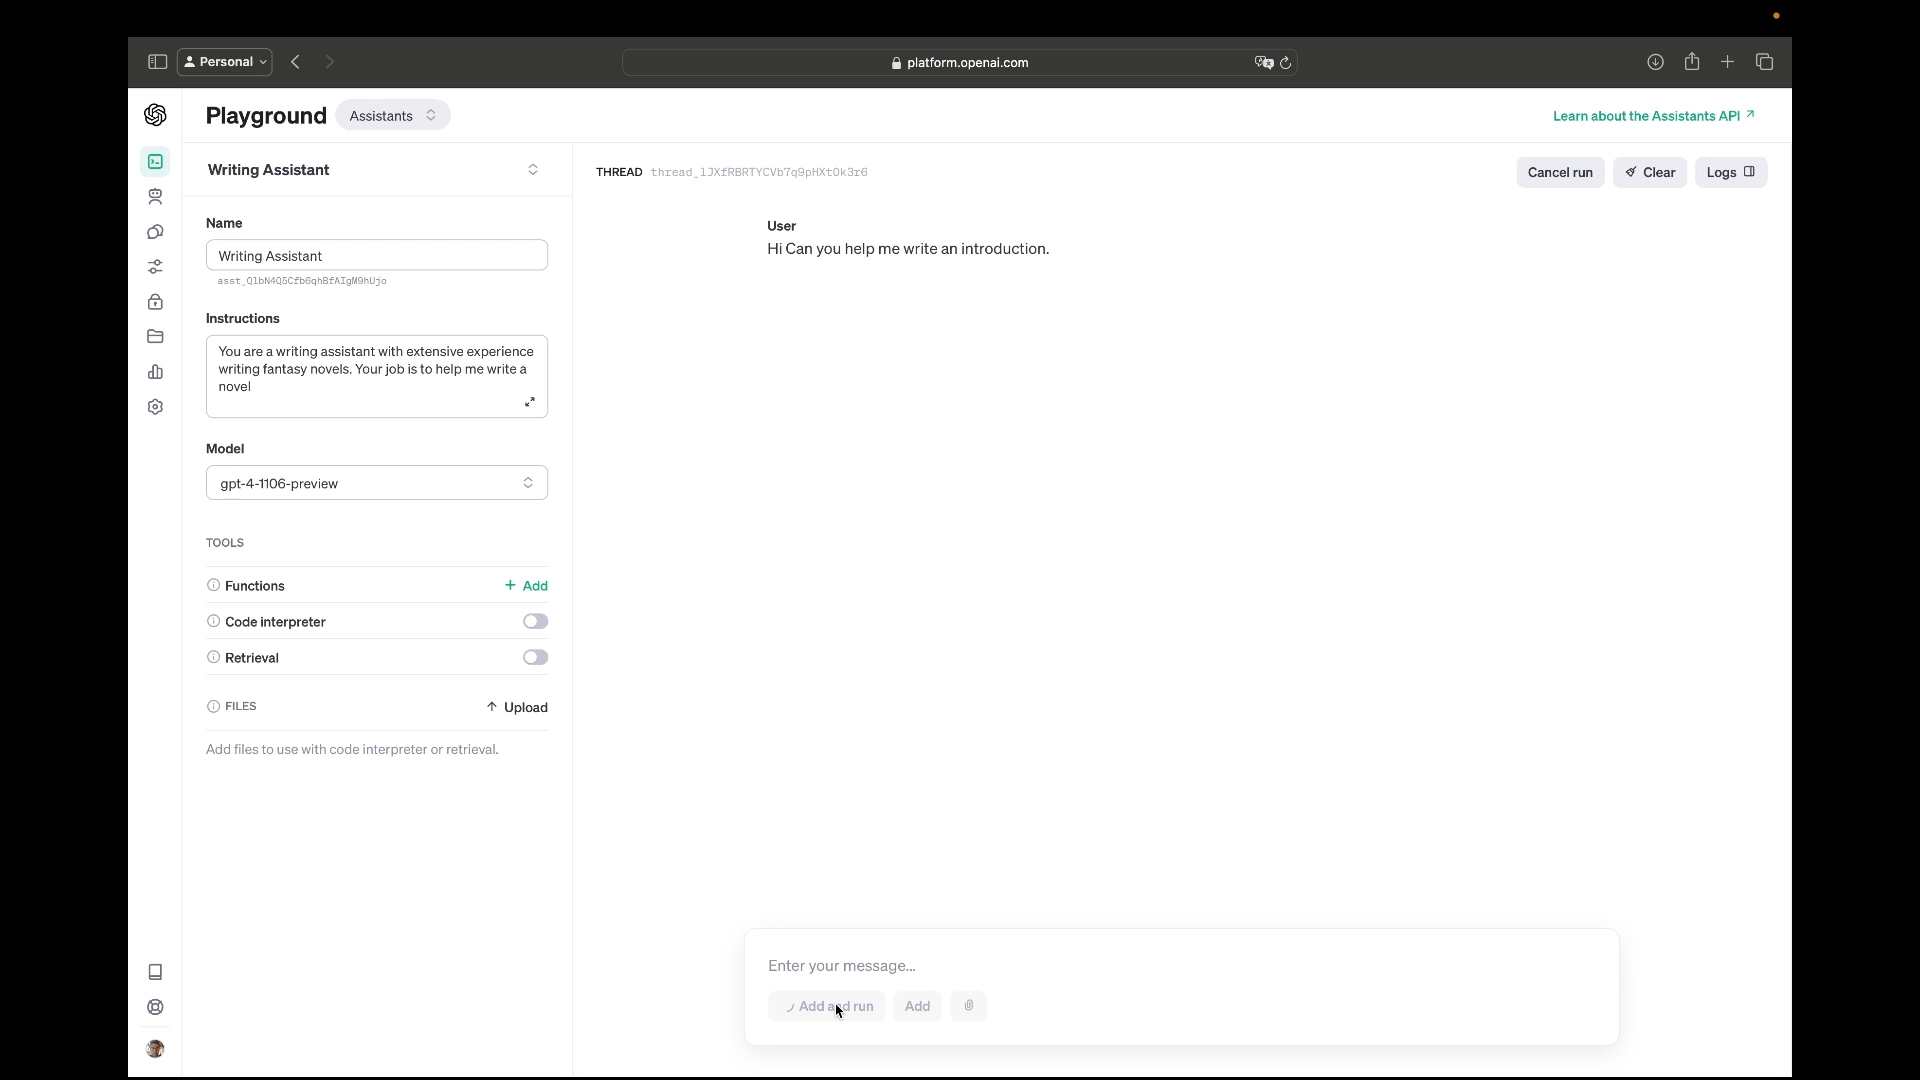 Personal
platform.openai.com
Playground
Assistants
Learn about the Assistants API
Writing Assistant
THREAD thread_lJXfRBRTYCVb7q9pHXtOk3r6
Cancel run
Clear
Logs
Name
Writing Assistant
asst_QlbN4Q5Cfb6qhBfAIgM9hUjo
Instructions
You are a writing assistant with extensive experience
writing fantasy novels. Your job is to help me write a
novel
Model
gpt-4-1106-preview
TOOLS
Functions
Add
Code interpreter
Retrieval
FILES
Upload
Add files to use with code interpreter or retrieval.
User
Hi Can you help me write an introduction.
Enter your message...
Add and run
Add